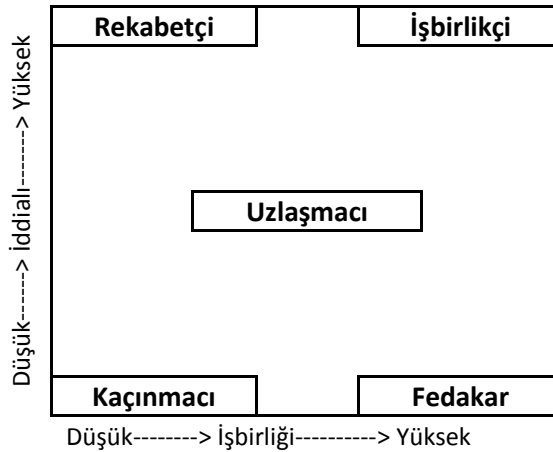 Rekabetçi
İşbirlikçi
Düşük-------> İddialı--------> Yüksek
Uzlaşmacı
Kaçınmacı
Fedakar
Düşük--------> İşbirliği----------> Yüksek